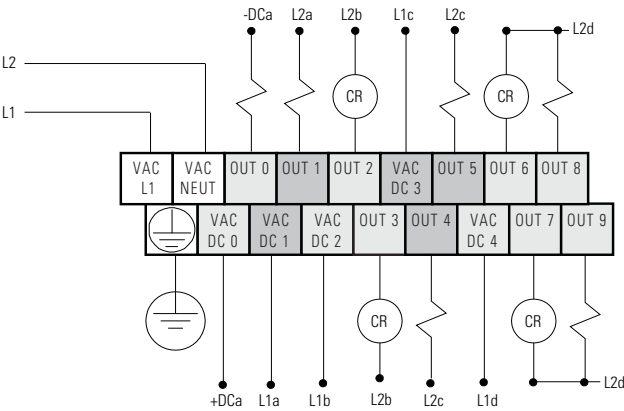 -DCa L2a L2b L1c L2c
L2d
L2
L1
CR CR
VAC L1 VAC NEUT OUT 0 OUT 1 OUT 2 VAC DC 3 OUT 5 OUT 6 OUT 8
VAC DC 0 VAC DC 1 VAC DC 2 OUT 3 OUT 4 VAC DC 4 OUT 7 OUT 9
CR CR
L2d
+DCa L1a L1b L2b L2c L1d